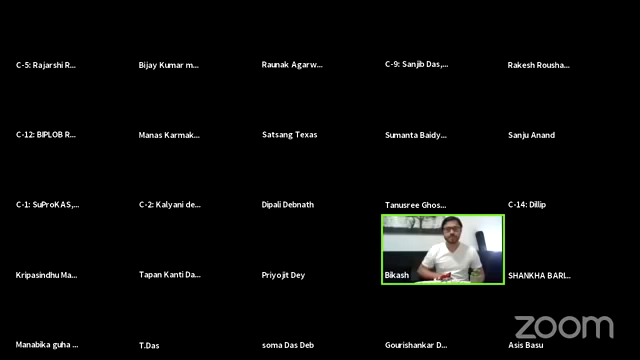 C-5: Rajarshi R...
Bijay Kumar m...
Raunak Agarw...
C-9: Sanjib Das,...
Rakesh Rousha...
C-12: BIPLOB R...
Manas Karmak...
Satsang Texas
Sumanta Baidy...
Sanju Anand
C-1: SuProKAS,...
C-2: Kalyani de...
Dipali Debnath
Tanusree Ghos...
C-14: Dillip
Kripasindhu Ma...
Tapan Kanti Da...
Priyojit Dey
Bikash
SHANKHA BARI...
Manabika guha ...
T.Das
soma Das Deb
Gourishankar D...
Asis Basu
zoom